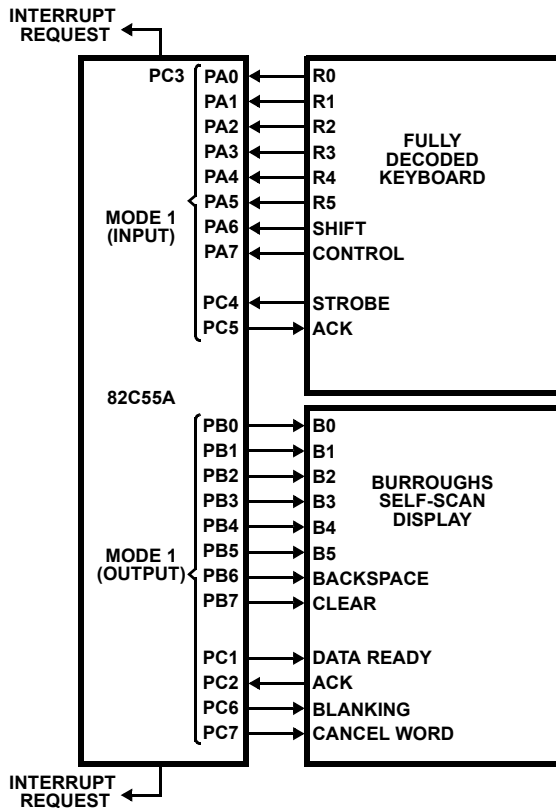 INTERRUPT
REQUEST
PC3 PA0 R0
PA1 R1
PA2 R2
PA3 R3
PA4 R4
PA5 R5
PA6 SHIFT
PA7 CONTROL
MODE 1
(INPUT)
FULLY
DECODED
KEYBOARD
PC4 STROBE
PC5 ACK
82C55A
PB0 B0
PB1 B1
PB2 B2
PB3 B3
PB4 B4
PB5 B5
PB6 BACKSPACE
PB7 CLEAR
MODE 1
(OUTPUT)
BURROUGHS
SELF-SCAN
DISPLAY
PC1 DATA READY
PC2 ACK
PC6 BLANKING
PC7 CANCEL WORD
INTERRUPT
REQUEST